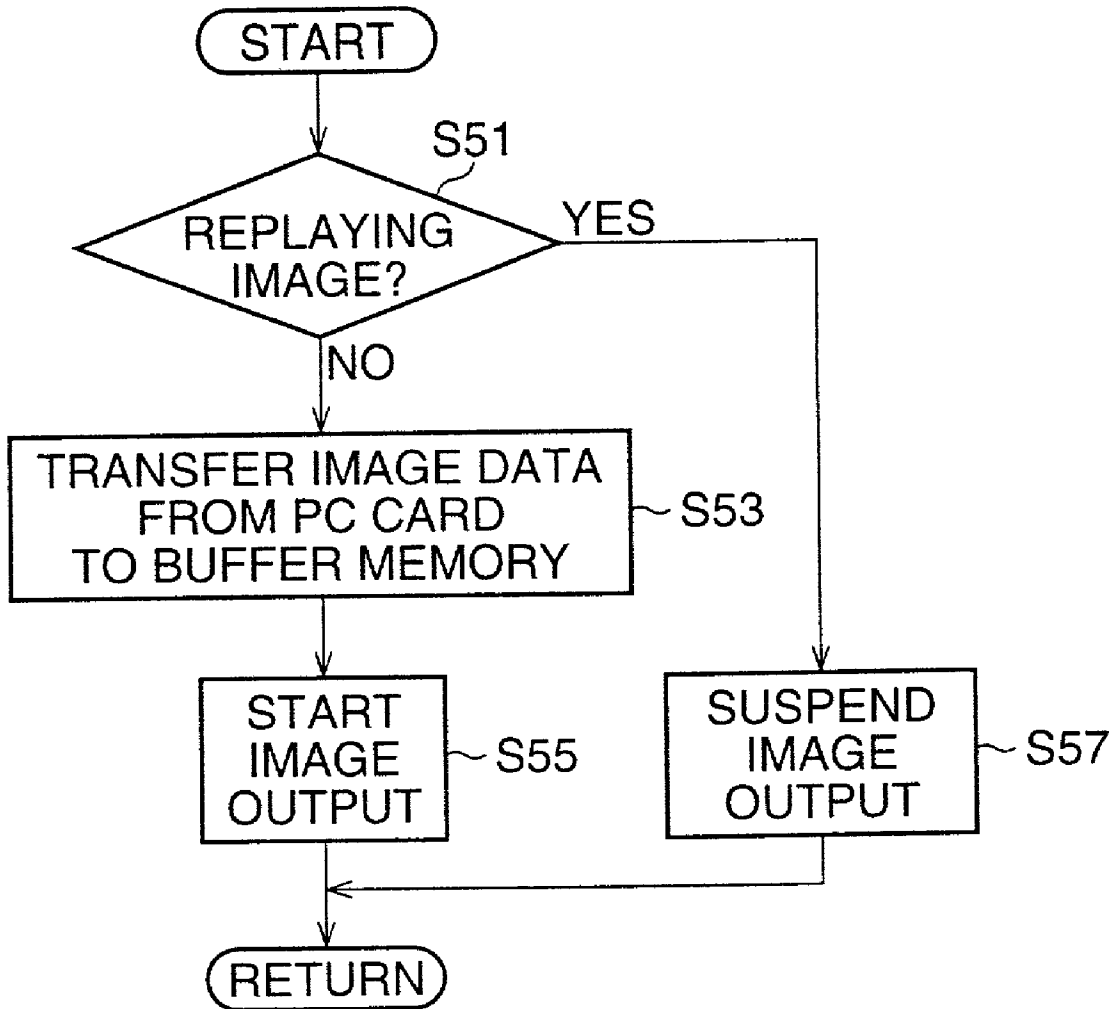 START
S51
REPLAYING
IMAGE?
YES
NO
TRANSFER IMAGE DATA
FROM PC CARD
TO BUFFER MEMORY
S53
START
IMAGE
OUTPUT
S55
SUSPEND
IMAGE
OUTPUT
S57
RETURN